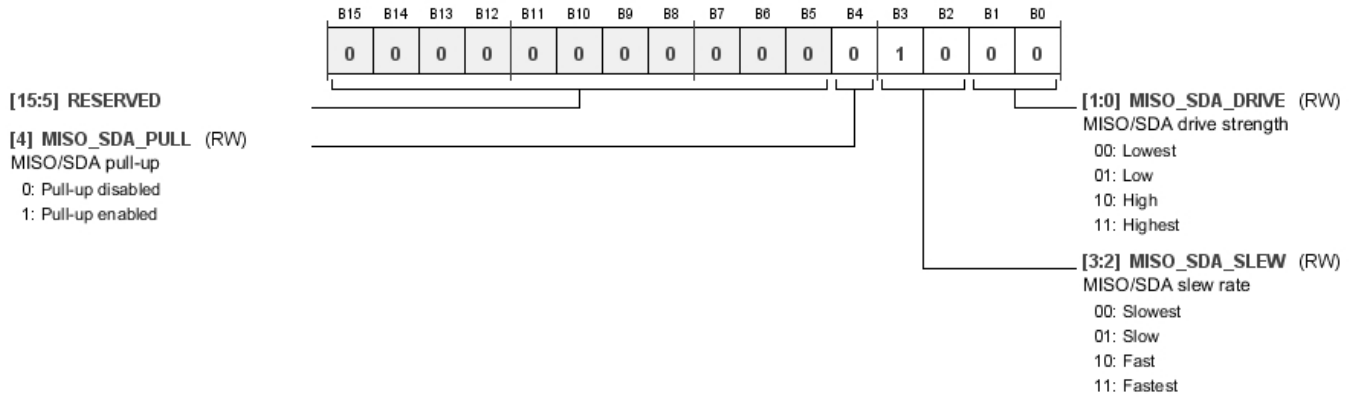 B15 B14 B13 B12 B11 B10 B9 B8 B7 B6 B5 B4 B3 B2 B1 B0
0 0 0 0 0 0 0 0 0 0 0 0 1 0 0 0
[15:5] RESERVED
[4] MISO_SDA_PULL (RW)
MISO/SDA pull-up
0: Pull-up disabled
1: Pull-up enabled
[1:0] MISO_SDA_DRIVE (RW)
MISO/SDA drive strength
00: Lowest
01: Low
10: High
11: Highest
[3:2] MISO_SDA_SLEW (RW)
MISO/SDA slew rate
00: Slowest
01: Slow
10: Fast
11: Fastest